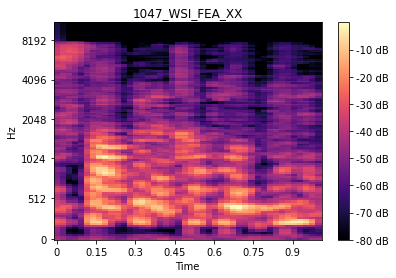 1047_WSI_FEA_XX
8192
4096
2048
1024
512
0
Hz
0
0.15
0.3
0.45
0.6
0.75
0.9
Time
-10 dB
-20 dB
-30 dB
-40 dB
-50 dB
-60 dB
-70 dB
-80 dB